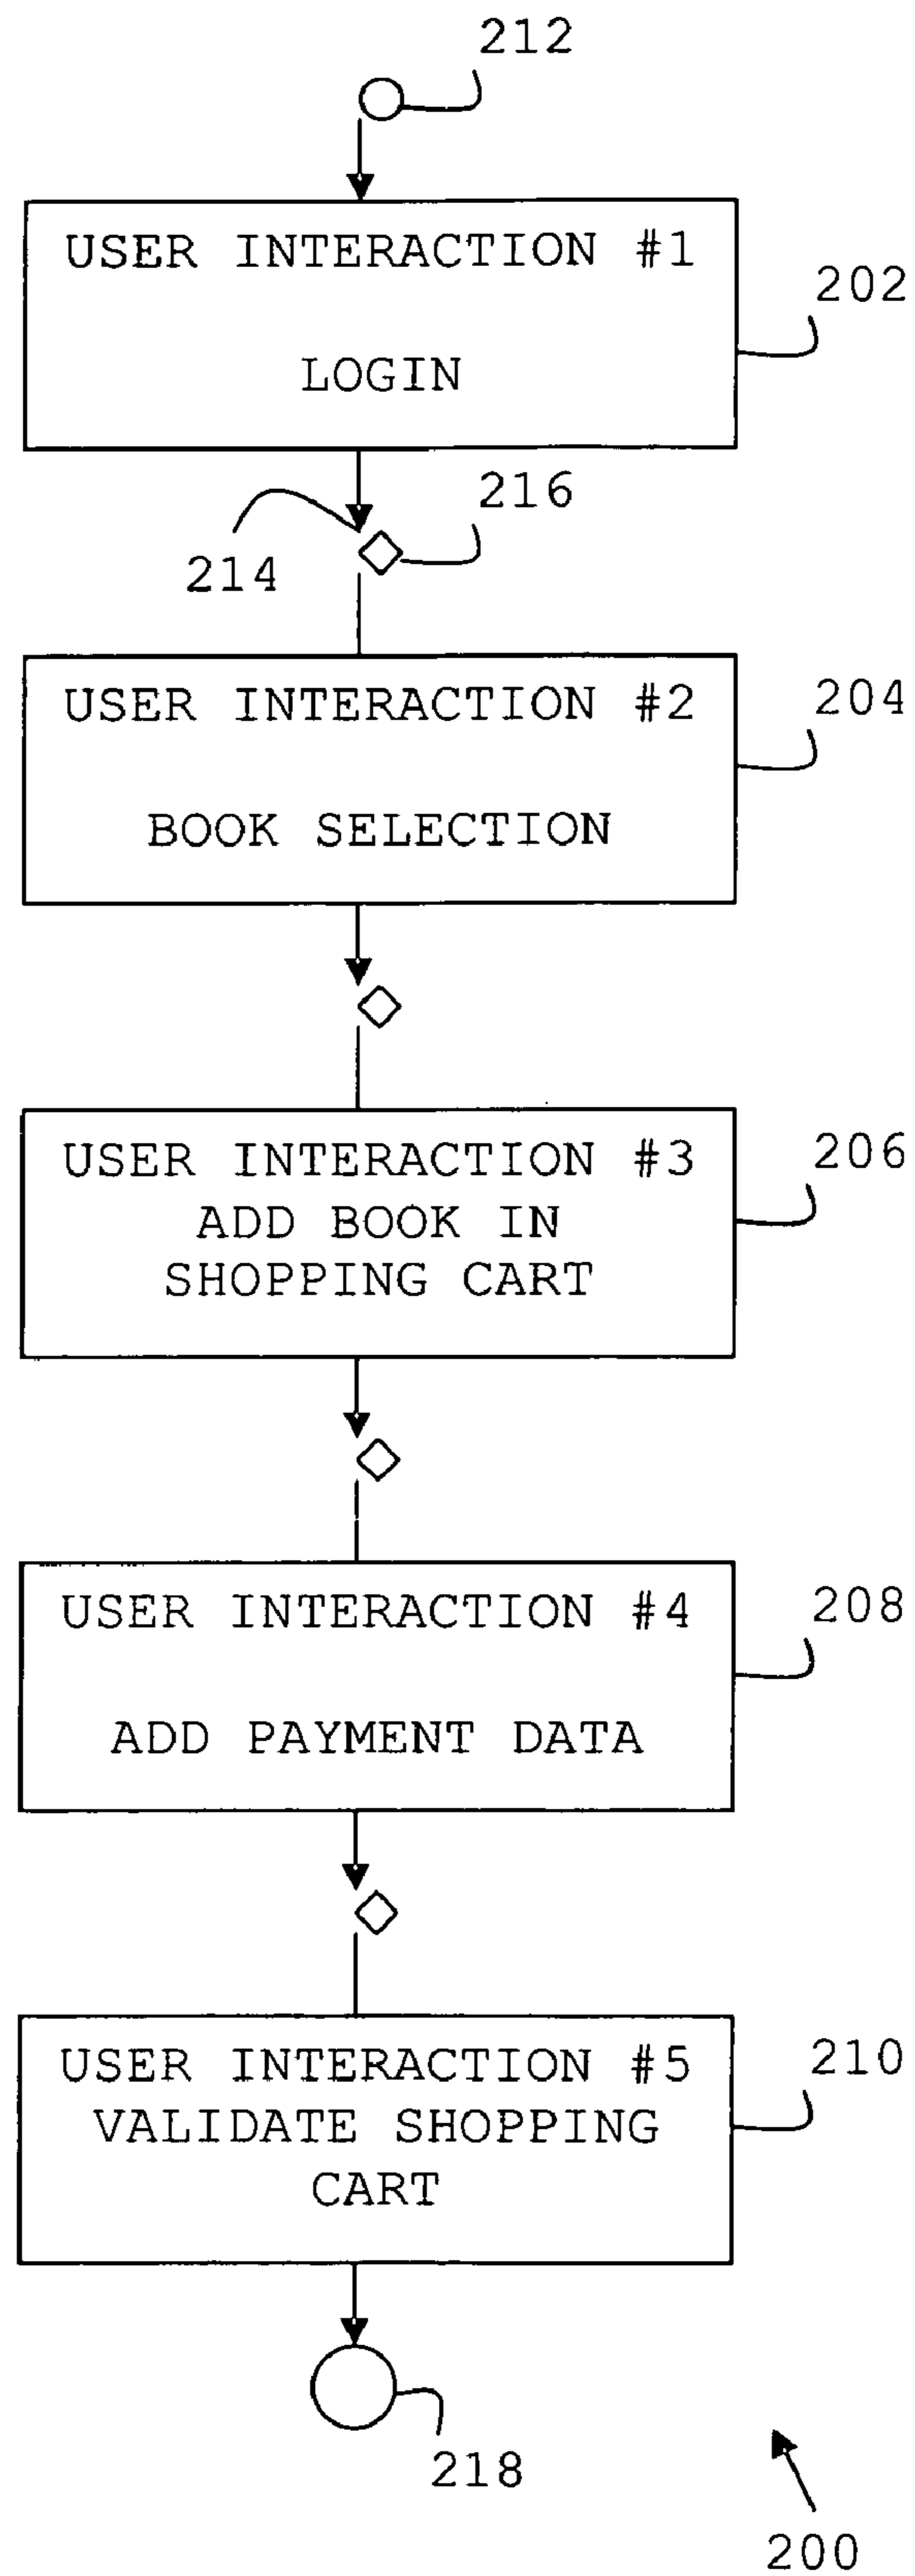 212
USER INTERACTION #1
202
LOGIN
216
214
USER INTERACTION #2
204
BOOK SELECTION
USER INTERACTION #3
206
ADD BOOK IN
SHOPPING CART
USER INTERACTION #4
208
ADD PAYMENT DATA
USER INTERACTION #5
210
VALIDATE SHOPPING
CART
218
200